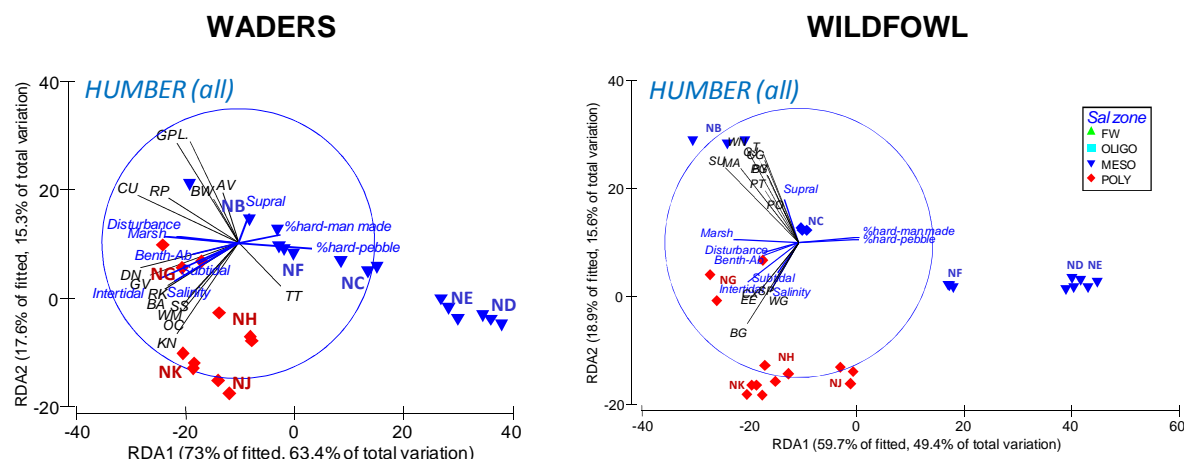 WADERS
HUMBER (all)
40
20
0
-20
-40
-20
0
20
40
RDA2 (17.6% of fitted, 15.3% of total variation)
RDA1 (73% of fitted, 63.4% of total variation)
GPL.
CU
RP
BW
AV
NB
Supral
Disturbance
Marsh
%hard-man made
%hard-pebble
Benth-Ab
NF
DN
NG
Subtidal
NC
GV
Intertidal
RK
Salinity
TT
BA
SS
WM
OC
KN
NE
ND
NH
NK
NJ
WILDFOWL
HUMBER (all)
40
20
0
-20
-40
-20
0
20
40
60
RDA2 (18.9% of fitted, 15.6% of total variation)
RDA1 (59.7% of fitted, 49.4% of total variation)
Sal zone
FW
OLIGO
MESO
POLY
NB
WN
T.
CG
SU
MA
PT
Supral
PO
NC
Marsh
%hard-man made
%hard-pebble
Disturbance
Benth-Ab
NG
Subtidal
Intertidal
Salinity
EE
WG
BG
NF
ND
NE
NH
NK
NJ